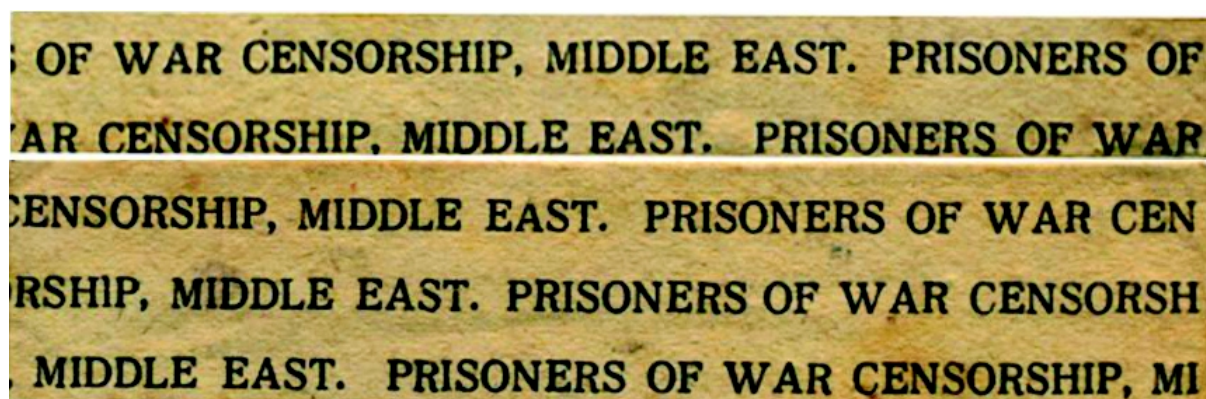 S OF WAR CENSORSHIP, MIDDLE EAST. PRISONERS OF
WAR CENSORSHIP, MIDDLE EAST. PRISONERS OF WAR
CENSORSHIP, MIDDLE EAST. PRISONERS OF WAR CEN
RSHIP, MIDDLE EAST. PRISONERS OF WAR CENSORSH
, MIDDLE EAST. PRISONERS OF WAR CENSORSHIP, MI